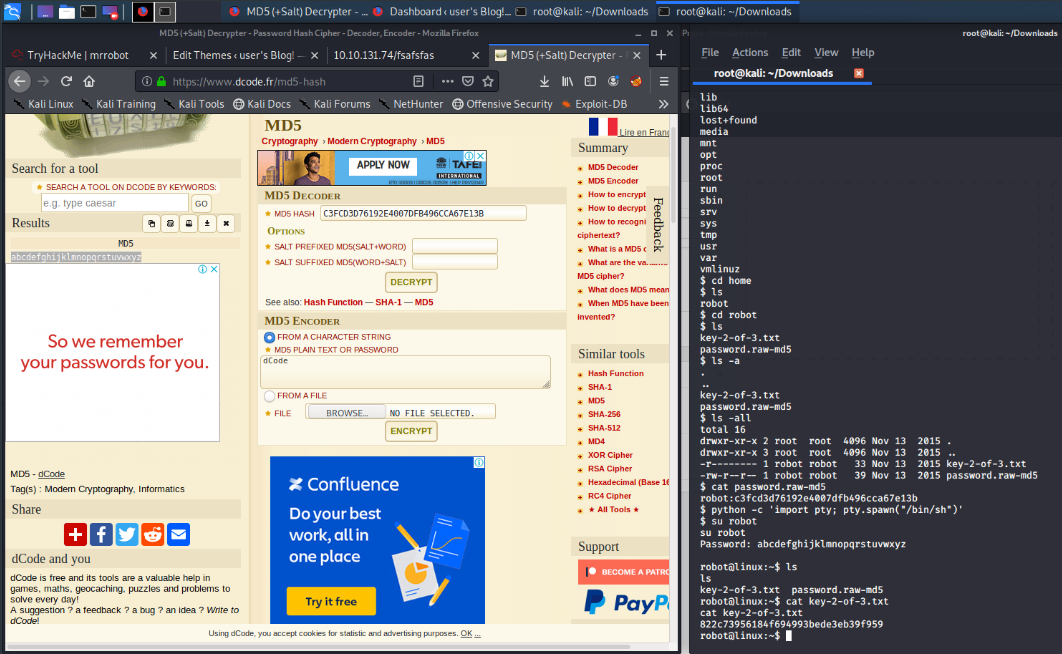 MD5 (+Salt) Decrypter - ...
Dashboard ‹ user's Blog!...
root@kali: ~/Downloads
root@kali: ~/Downloads
MD5 (+Salt) Decrypter - Password Hash Cipher - Decoder, Encoder - Mozilla Firefox
TryHackMe | mrrobot
Edit Themes ‹ user's Blog! —
10.10.131.74/fsafsfas
MD5 (+Salt) Decrypter -
https://www.dcode.fr/md5-hash
Kali Linux
Kali Training
Kali Tools
Kali Docs
Kali Forums
NetHunter
Offensive Security
Exploit-DB
Search for a tool
SEARCH A TOOL ON DCODE BY KEYWORDS:
e.g. type caesar
GO
Results
MD5
abcdefghijklmnopqrstuvwxyz
So we remember
your passwords for you.
MD5 - dCode
Tag(s) : Modern Cryptography, Informatics
Share
dCode and you
dCode is free and its tools are a valuable help in
games, maths, geocaching, puzzles and problems to
solve every day!
A suggestion ? a feedback ? a bug ? an idea ? Write to
dCode!
MD5
Cryptography › Modern Cryptography › MD5
APPLY NOW
TAFE
INTERNATIONAL
MD5 DECODER
MD5 HASH C3FCD3D76192E4007DFB496CCA67E13B
OPTIONS
SALT PREFIXED MD5(SALT+WORD)
SALT SUFFIXED MD5(WORD+SALT)
DECRYPT
See also: Hash Function — SHA-1 — MD5
MD5 ENCODER
FROM A CHARACTER STRING
MD5 PLAIN TEXT OR PASSWORD
dCode
FROM A FILE
FILE BROWSE… NO FILE SELECTED.
ENCRYPT
Confluence
Do your best
work, all in
one place
Try it free
Lire en Franc
Summary
MD5 Decoder
MD5 Encoder
How to encrypt
How to decrypt
How to recogni
ciphertext?
What is a MD5 c
What are the va
MD5 cipher?
What does MD5 mean
When MD5 have been
invented?
Feedback
Similar tools
Hash Function
SHA-1
MD5
SHA-256
SHA-512
MD4
XOR Cipher
RSA Cipher
Hexadecimal (Base 16
RC4 Cipher
★ All Tools ★
Support
BECOME A PATRO
PayP
Using dCode, you accept cookies for statistic and advertising purposes. OK ...
root@kali: ~/Downloads
File Actions Edit View Help
root@kali: ~/Downloads
lib
lib64
lost+found
media
mnt
opt
proc
root
run
sbin
srv
sys
tmp
usr
var
vmlinuz
$ cd home
$ ls
robot
$ cd robot
$ ls
key-2-of-3.txt
password.raw-md5
$ ls -a
.
..
key-2-of-3.txt
password.raw-md5
$ ls -all
total 16
drwxr-xr-x 2 root root 4096 Nov 13 2015 .
drwxr-xr-x 3 root root 4096 Nov 13 2015 ..
-r-------- 1 robot robot 33 Nov 13 2015 key-2-of-3.txt
-rw-r--r-- 1 robot robot 39 Nov 13 2015 password.raw-md5
$ cat password.raw-md5
robot:c3fcd3d76192e4007dfb496cca67e13b
$ python -c 'import pty; pty.spawn("/bin/sh")'
$ su robot
su robot
Password: abcdefghijklmnopqrstuvwxyz
robot@linux:~$ ls
ls
key-2-of-3.txt password.raw-md5
robot@linux:~$ cat key-2-of-3.txt
cat key-2-of-3.txt
822c73956184f694993bede3eb39f959
robot@linux:~$